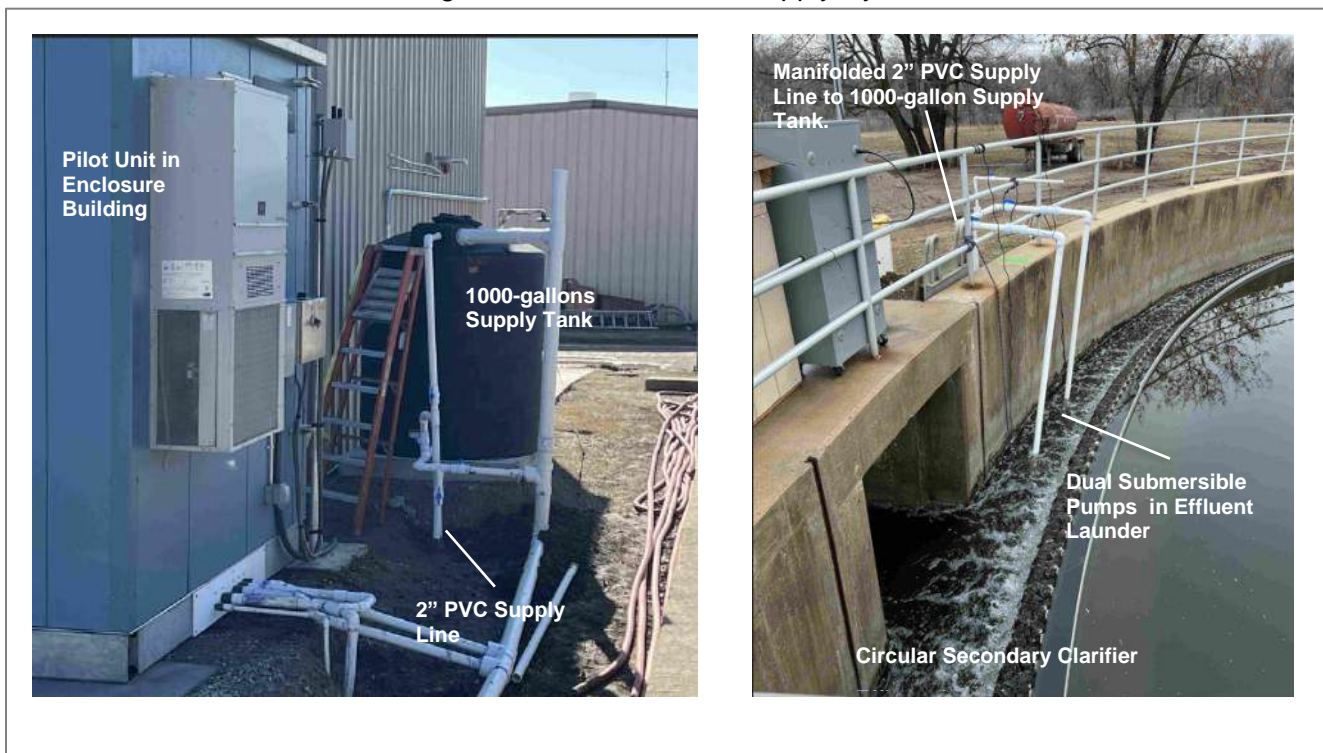 Pilot Unit in
Enclosure
Building
1000-gallons
Supply Tank
2” PVC Supply
Line
Manifolded 2” PVC Supply
Line to 1000-gallon Supply
Tank.
Dual Submersible
Pumps in Effluent
Launder
Circular Secondary Clarifier